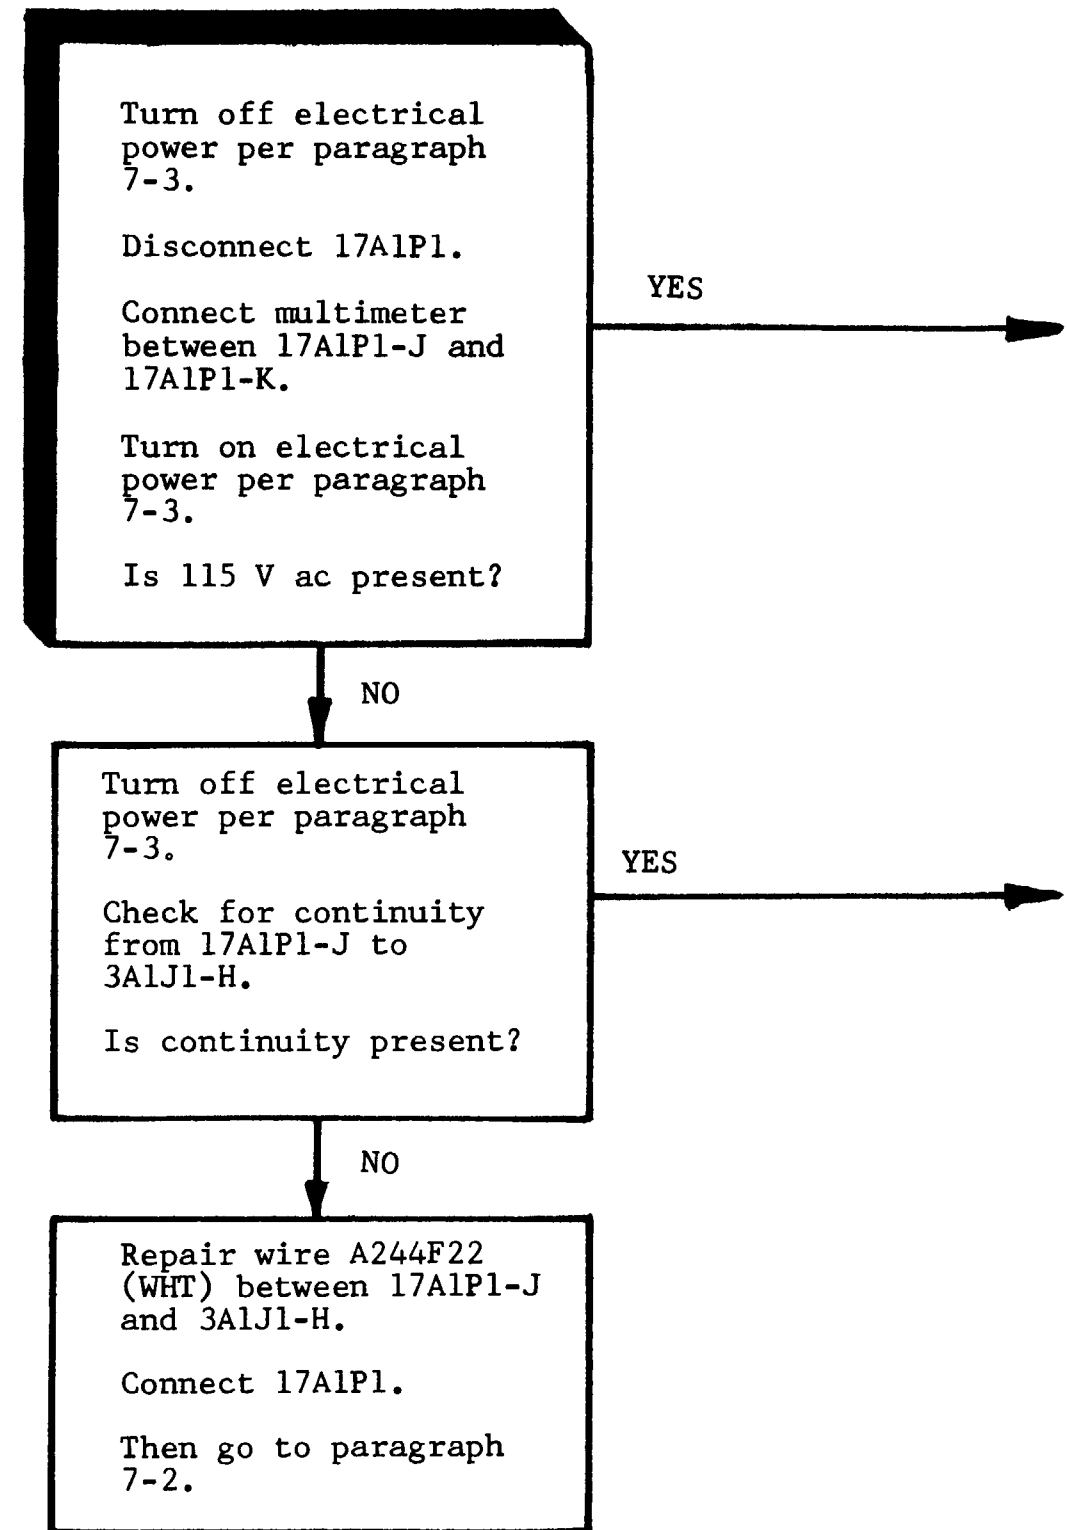 Turn off electrical
power per paragraph
7-3.
Disconnect 17A1P1.
Connect multimeter
between 17A1P1-J and
17A1P1-K.
Turn on electrical
power per paragraph
7-3.
Is 115 V ac present?
YES
NO
Turn off electrical
power per paragraph
7-3.
Check for continuity
from 17A1P1-J to
3A1J1-H.
Is continuity present?
YES
NO
Repair wire A244F22
(WHT) between 17A1P1-J
and 3A1J1-H.
Connect 17A1P1.
Then go to paragraph
7-2.